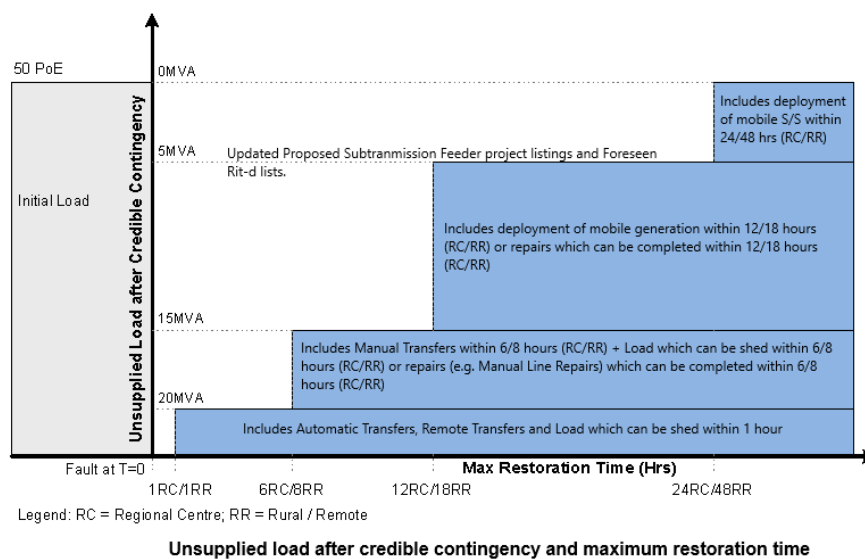 50 PoE
0MVA
Unsupplied Load after Credible Contingency
Includes deployment
of mobile S/S within
24/48 hrs (RC/RR)
5MVA
Updated Proposed Subtranmission Feeder project listings and Foreseen
Rit-d lists.
Initial Load
Includes deployment of mobile generation within 12/18 hours
(RC/RR) or repairs which can be completed within 12/18 hours
(RC/RR)
15MVA
Includes Manual Transfers within 6/8 hours (RC/RR) + Load which can be shed within 6/8
hours (RC/RR) or repairs (e.g. Manual Line Repairs) which can be completed within 6/8
hours (RC/RR)
20MVA
Includes Automatic Transfers, Remote Transfers and Load which can be shed within 1 hour
Fault at T=0
Max Restoration Time (Hrs)
1RC/1RR
6RC/8RR
12RC/18RR
24RC/48RR
Legend: RC = Regional Centre; RR = Rural / Remote
Unsupplied load after credible contingency and maximum restoration time